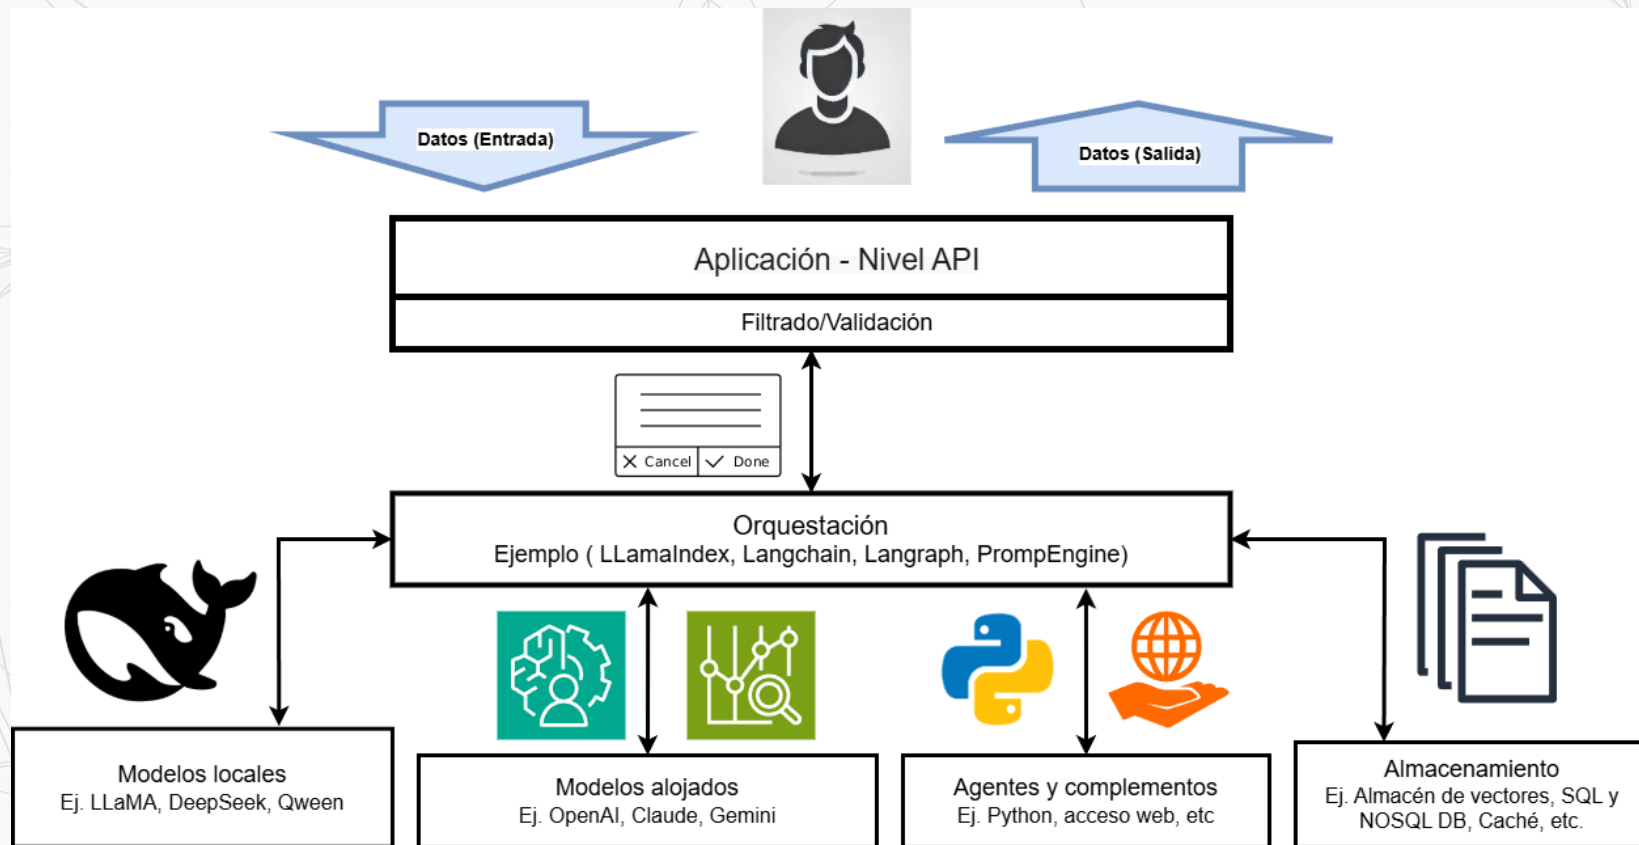 Datos (Entrada)
Datos (Salida)
Aplicación - Nivel API
Filtrado/Validación
Cancel
Done
Orquestación
Ejemplo ( LLamaIndex, Langchain, Langraph, PrompEngine)
Modelos locales
Ej. LLaMA, DeepSeek, Qween
Modelos alojados
Ej. OpenAI, Claude, Gemini
Agentes y complementos
Ej. Python, acceso web, etc
Almacenamiento
Ej. Almacén de vectores, SQL y
NOSQL DB, Caché, etc.